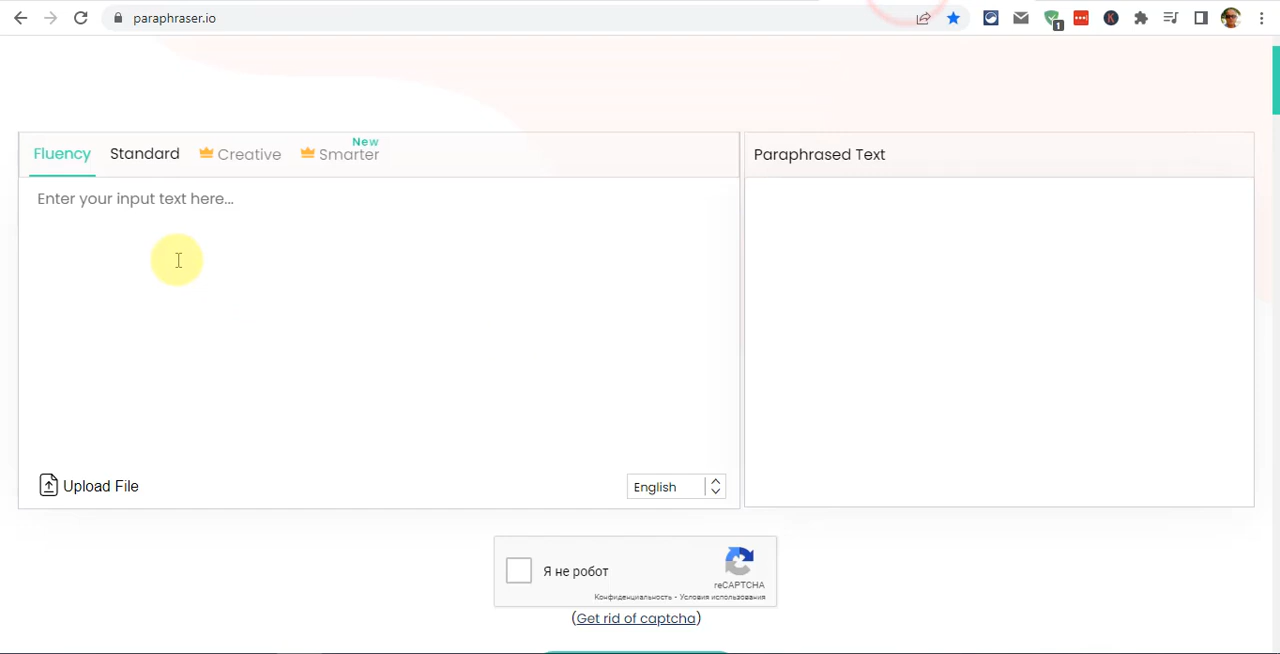 paraphraser.io
1
K
New
Fluency Standard Creative Smarter
Paraphrased Text
Enter your input text here...
Upload File
English
Я не робот
reCAPTCHA
Конфиденциальность - Условия использования
(Get rid of captcha)